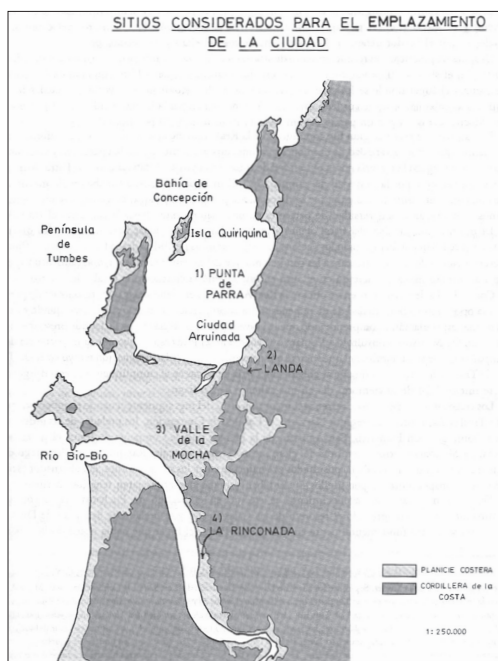 SITIOS CONSIDERADOS PARA EL EMPLAZAMIENTO
DE LA CIUDAD
Bahía de
Concepción
Isla Quiriquina
Península
de
Tumbes
1) PUNTA
de
PARRA
Ciudad
Arruinada
2)
LANDA
3) VALLE
de la
MOCHA
Río Bio-Bio
4)
LA RINCONADA
PLANICIE COSTERA
CORDILLERA de la
COSTA
1: 250.000